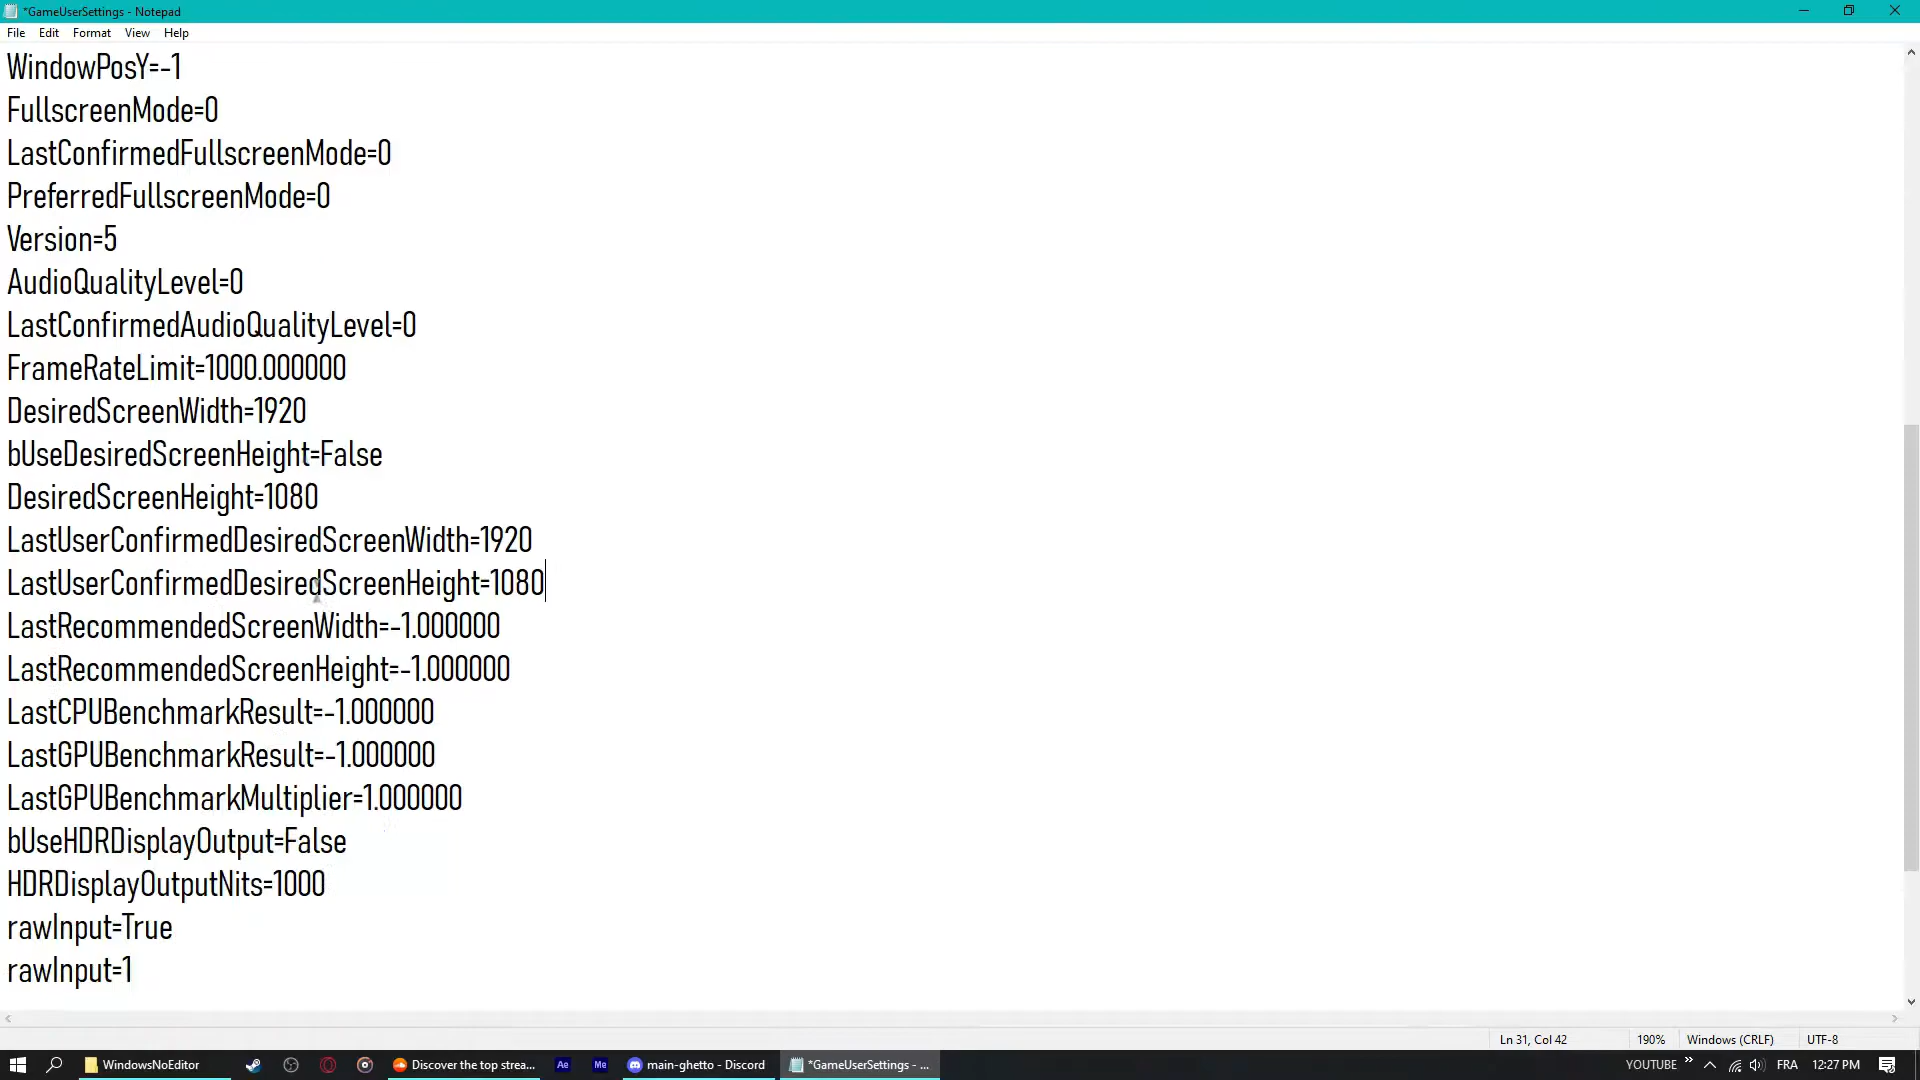 *GameUserSettings - Notepad
File Edit Format View Help
WindowPosY=-1
FullscreenMode=0
LastConfirmedFullscreenMode=0
PreferredFullscreenMode=0
Version=5
AudioQualityLevel=0
LastConfirmedAudioQualityLevel=0
FrameRateLimit=1000.000000
DesiredScreenWidth=1920
bUseDesiredScreenHeight=False
DesiredScreenHeight=1080
LastUserConfirmedDesiredScreenWidth=1920
LastUserConfirmedDesiredScreenHeight=1080
LastRecommendedScreenWidth=-1.000000
LastRecommendedScreenHeight=-1.000000
LastCPUBenchmarkResult=-1.000000
LastGPUBenchmarkResult=-1.000000
LastGPUBenchmarkMultiplier=1.000000
bUseHDRDisplayOutput=False
HDRDisplayOutputNits=1000
rawInput=True
rawInput=1
Ln 31, Col 42 190% Windows (CRLF) UTF-8
WindowsNoEditor Discover the top strea... Ae Me main-ghetto - Discord *GameUserSettings - ... YOUTUBE » FRA 12:27 PM